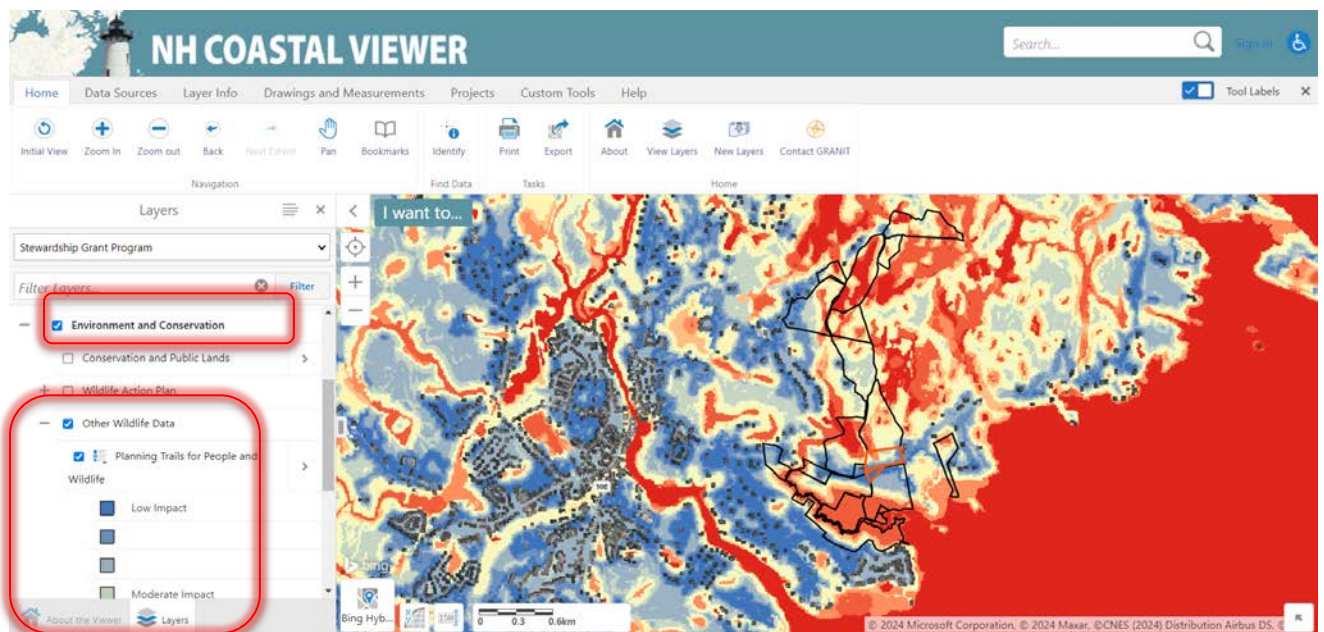 NH COASTAL VIEWER
Search...
Sign in
Home Data Sources Layer Info Drawings and Measurements Projects Custom Tools Help
Tool Labels
Initial View Zoom In Zoom out Back Next Extent Pan Bookmarks Identify Print Export About View Layers New Layers Contact GRANIT
Navigation Find Data Tasks Home
Layers
I want to...
Stewardship Grant Program
Filter Layers... Filter
Environment and Conservation
Conservation and Public Lands
Wildlife Action Plan
Other Wildlife Data
Planning Trails for People and
Wildlife
Low Impact
108
bing
Moderate Impact
About the Viewer Layers
Bing Hyb...
0 0.3 0.6km
© 2024 Microsoft Corporation, © 2024 Maxar, ©CNES (2024) Distribution Airbus DS, ©